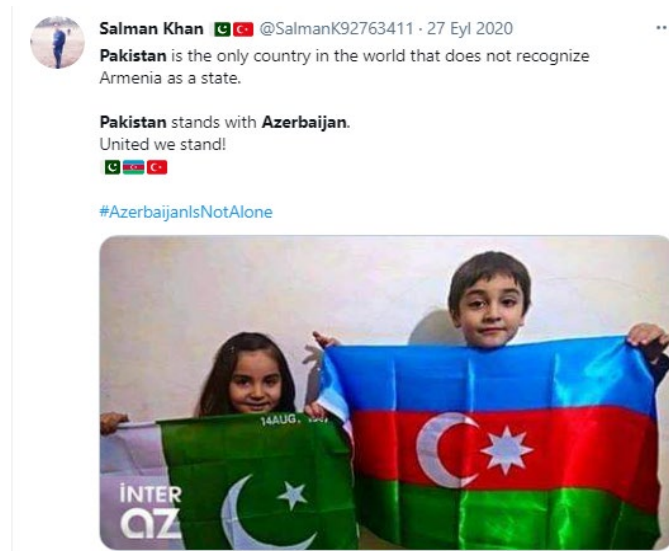 Salman Khan @SalmanK92763411 · 27 Eyl 2020
Pakistan is the only country in the world that does not recognize
Armenia as a state.
Pakistan stands with Azerbaijan.
United we stand!
#AzerbaijanIsNotAlone
14AUG,
İNTER
az